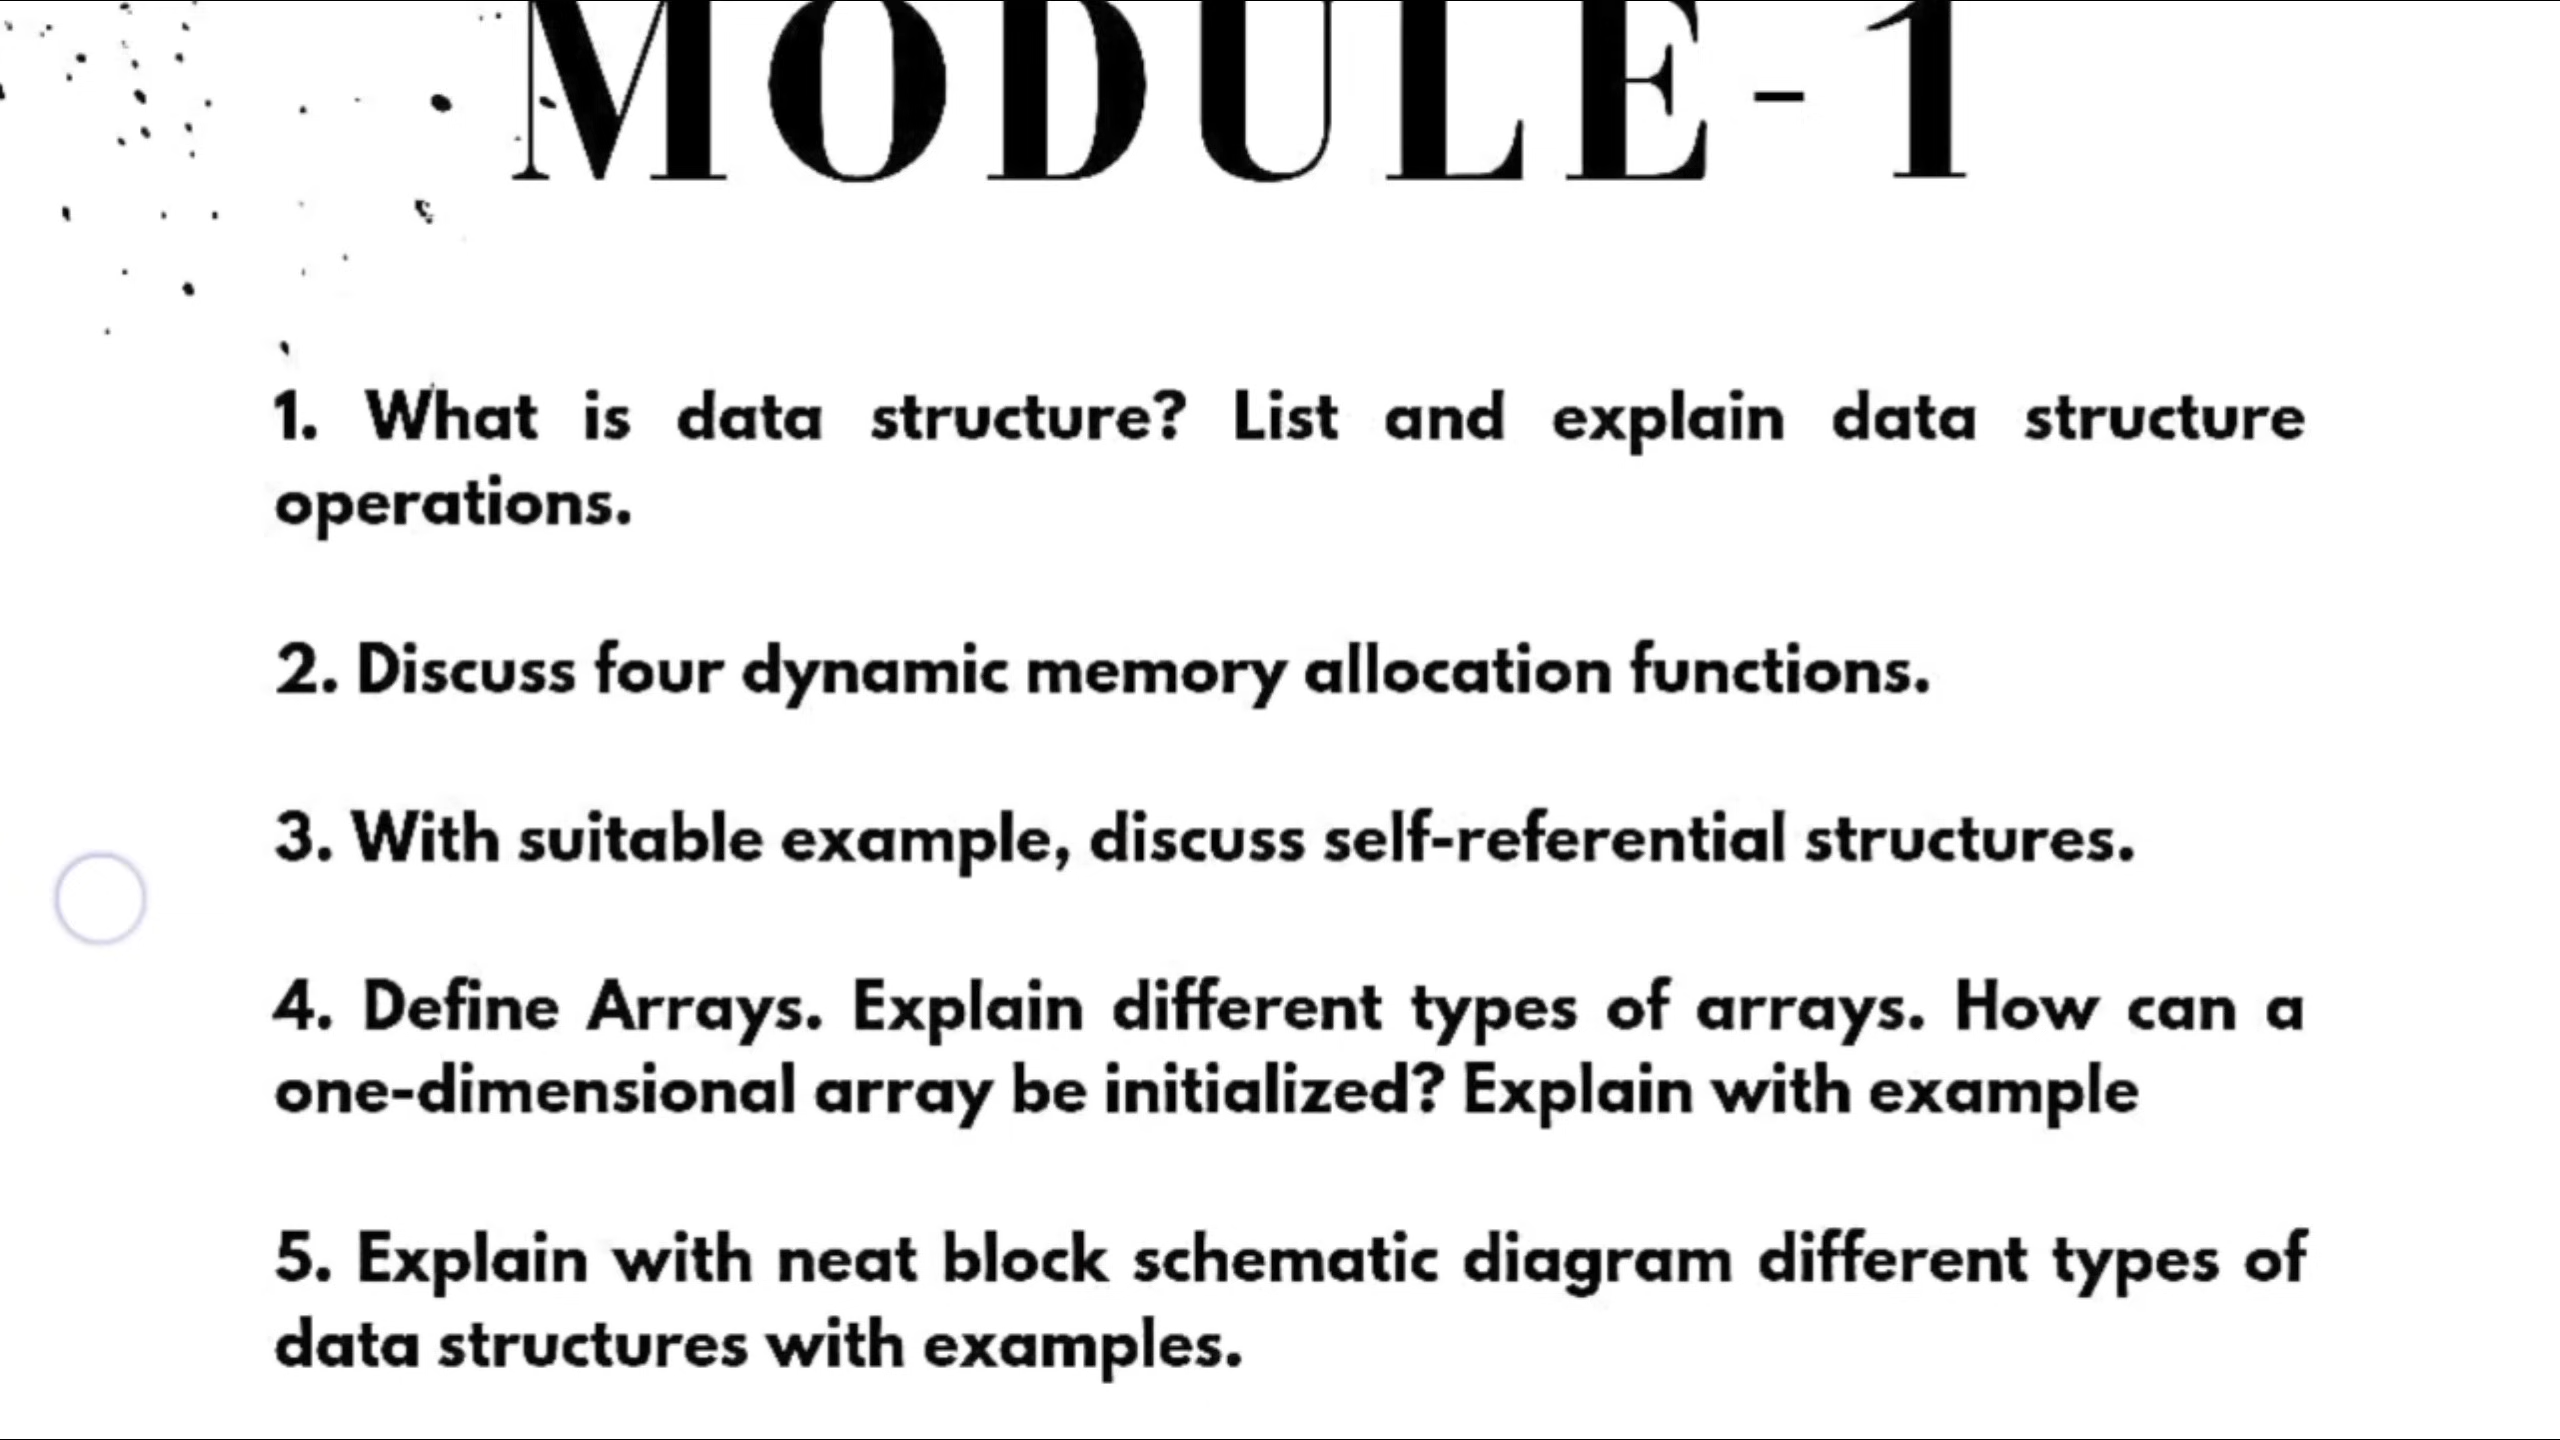 MODULE-1
1. What is data structure? List and explain data structure
operations.
2. Discuss four dynamic memory allocation functions.
3. With suitable example, discuss self-referential structures.
4. Define Arrays. Explain different types of arrays. How can a
one-dimensional array be initialized? Explain with example
5. Explain with neat block schematic diagram different types of
data structures with examples.